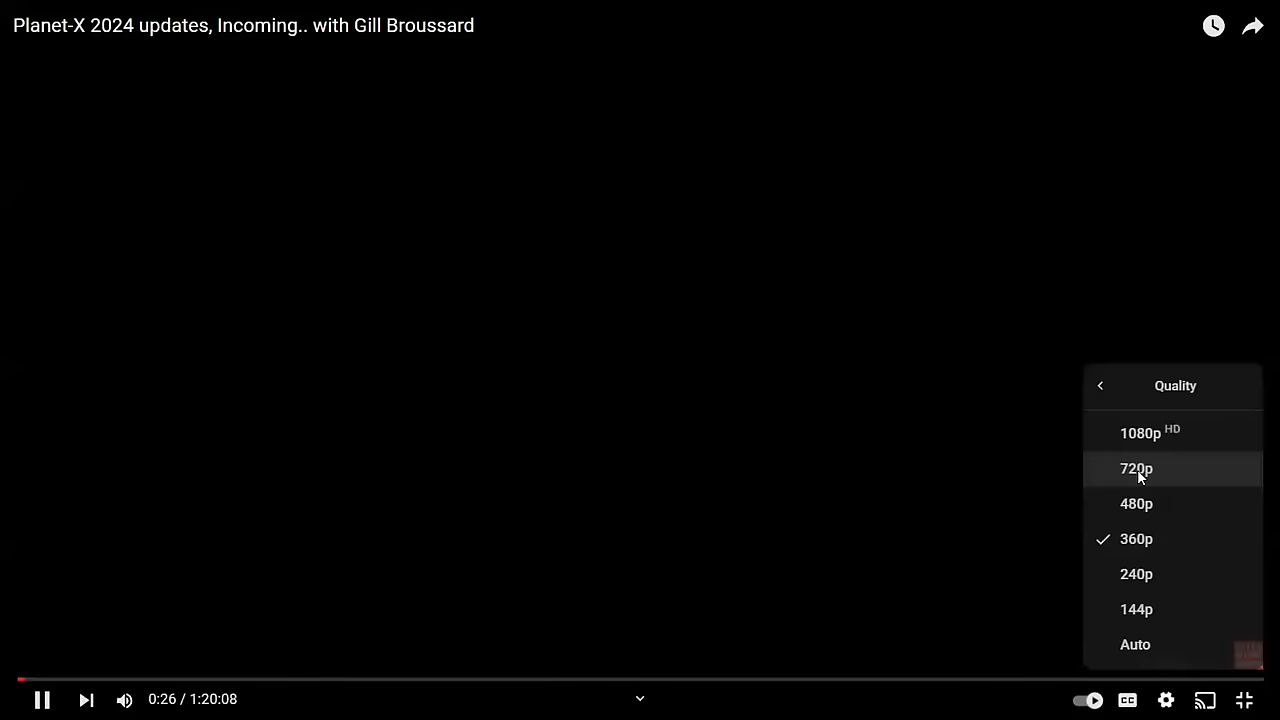 Planet-X 2024 updates, Incoming.. with Gill Broussard
Quality
1080p HD
720p
480p
360p
240p
144p
Auto
0:26 / 1:20:08
CC